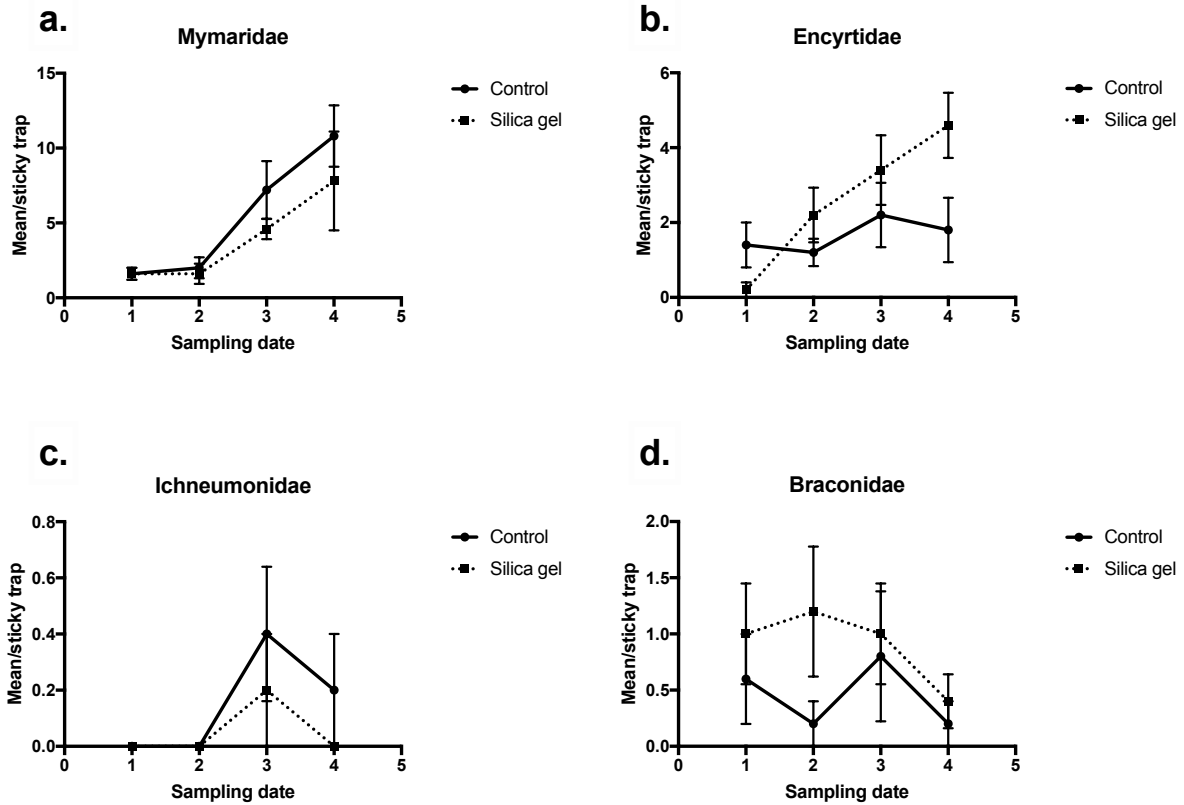 a.
Mymaridae
Control
Silica gel
15
10
5
0
Mean/sticky trap
0 1 2 3 4 5
Sampling date
b.
Encyrtidae
Control
Silica gel
6
4
2
0
Mean/sticky trap
0 1 2 3 4 5
Sampling date
c.
Ichneumonidae
Control
Silica gel
0.8
0.6
0.4
0.2
0.0
Mean/sticky trap
0 1 2 3 4 5
Sampling date
d.
Braconidae
Control
Silica gel
2.0
1.5
1.0
0.5
0.0
Mean/sticky trap
0 1 2 3 4 5
Sampling date